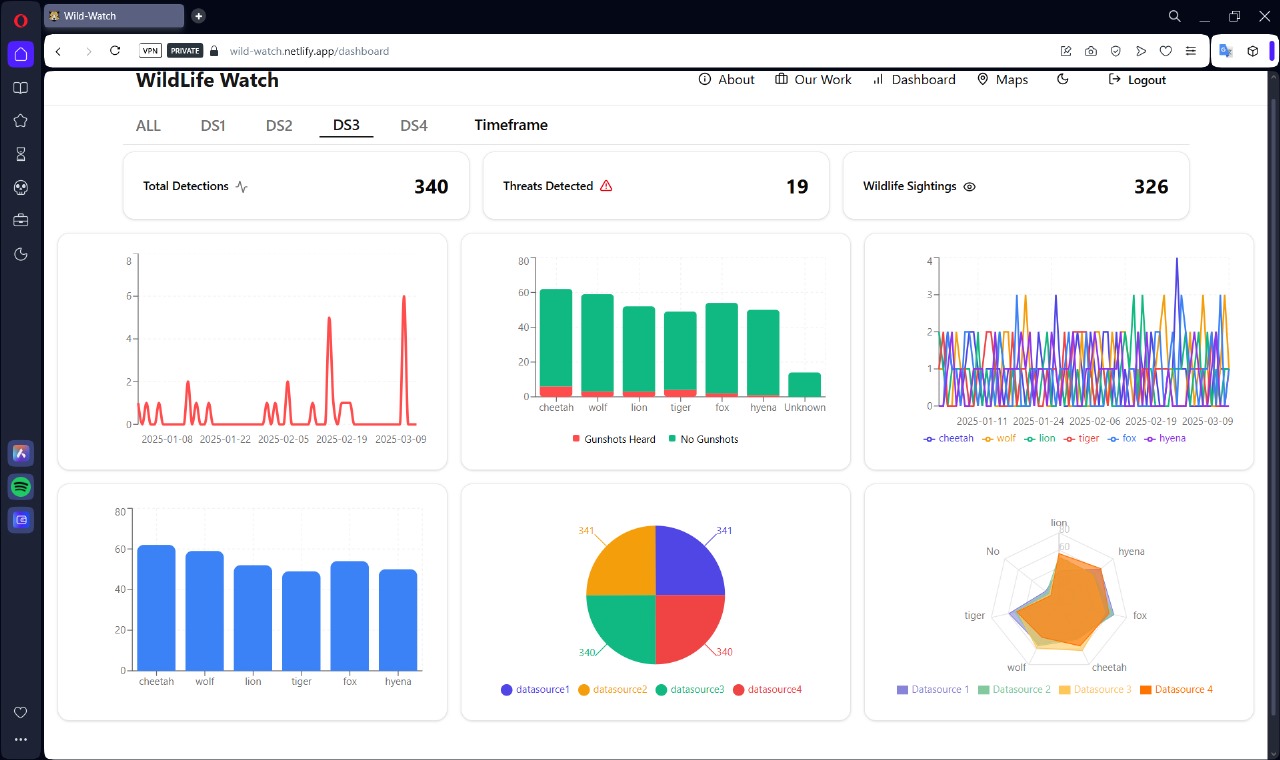 Wild-Watch
VPN PRIVATE wild-watch.netlify.app/dashboard
WildLife Watch About Our Work Dashboard Maps Logout
ALL DS1 DS2 DS3 DS4 Timeframe
Total Detections 340
Threats Detected 19
Wildlife Sightings 326
8
6
4
2
0
2025-01-08 2025-01-22 2025-02-05 2025-02-19 2025-03-09
80
60
40
20
0
cheetah wolf lion tiger fox hyena Unknown
Gunshots Heard No Gunshots
4
3
2
1
0
2025-01-11 2025-01-24 2025-02-06 2025-02-19 2025-03-09
cheetah wolf lion tiger fox hyena
80
60
40
20
0
cheetah wolf lion tiger fox hyena
341 341
340 340
datasource1 datasource2 datasource3 datasource4
lion
80
60
No hyena
tiger fox
wolf cheetah
Datasource 1 Datasource 2 Datasource 3 Datasource 4